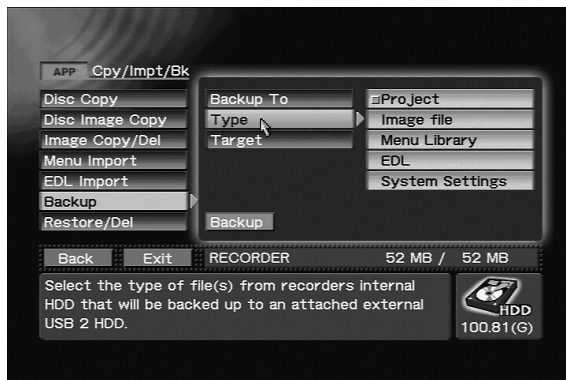 APP Cpy/Impt/Bk
Disc Copy
Disc Image Copy
Image Copy/Del
Menu Import
EDL Import
Backup
Restore/Del
Backup To
Type
Target
Backup
Project
Image file
Menu Library
EDL
System Settings
Back Exit RECORDER 52 MB / 52 MB
Select the type of file(s) from recorders internal
HDD that will be backed up to an attached external
USB 2 HDD.
HDD
100.81(G)